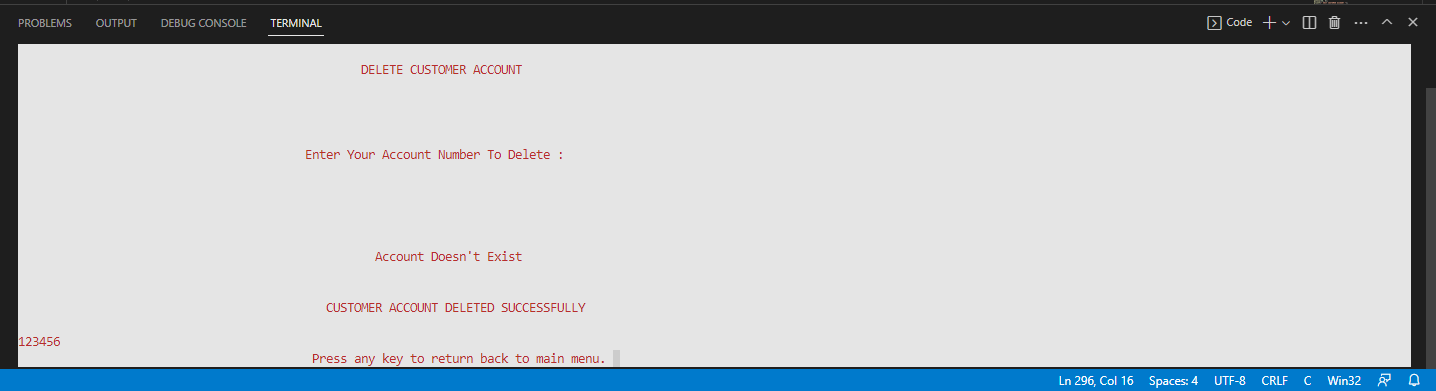 PROBLEMS OUTPUT DEBUG CONSOLE TERMINAL Code
DELETE CUSTOMER ACCOUNT
Enter Your Account Number To Delete :
Account Doesn't Exist
CUSTOMER ACCOUNT DELETED SUCCESSFULLY
123456
Press any key to return back to main menu.
Ln 296, Col 16 Spaces: 4 UTF-8 CRLF C Win32